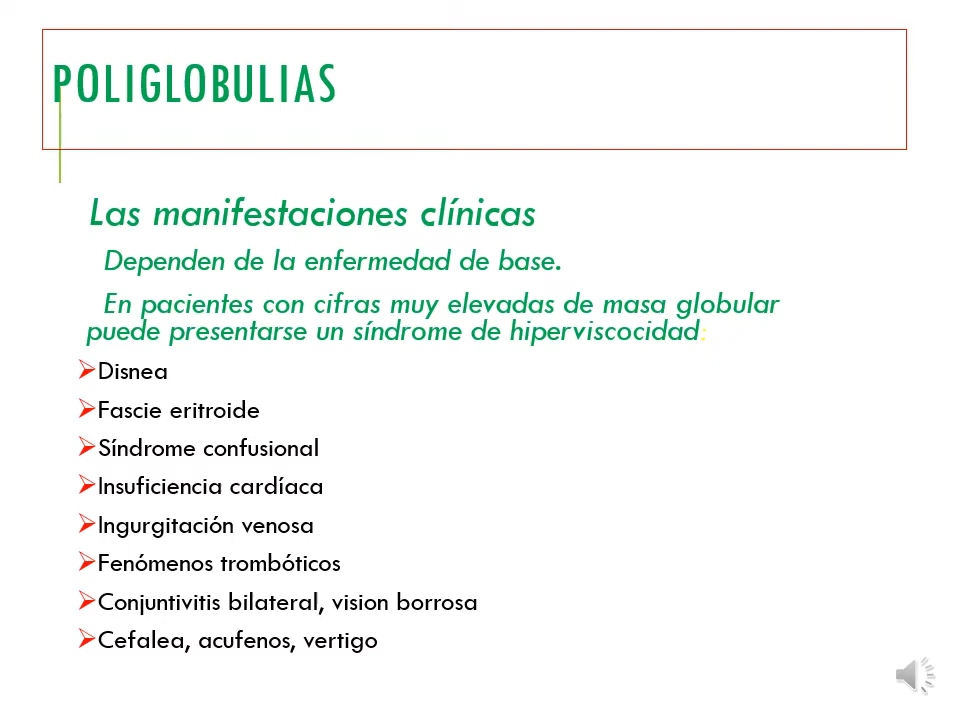 POLIGLOBULIAS
Las manifestaciones clínicas
Dependen de la enfermedad de base.
En pacientes con cifras muy elevadas de masa globular
puede presentarse un síndrome de hiperviscocidad:
Disnea
Fascie eritroide
Síndrome confusional
Insuficiencia cardíaca
Ingurgitación venosa
Fenómenos trombóticos
Conjuntivitis bilateral, vision borrosa
Cefalea, acufenos, vertigo